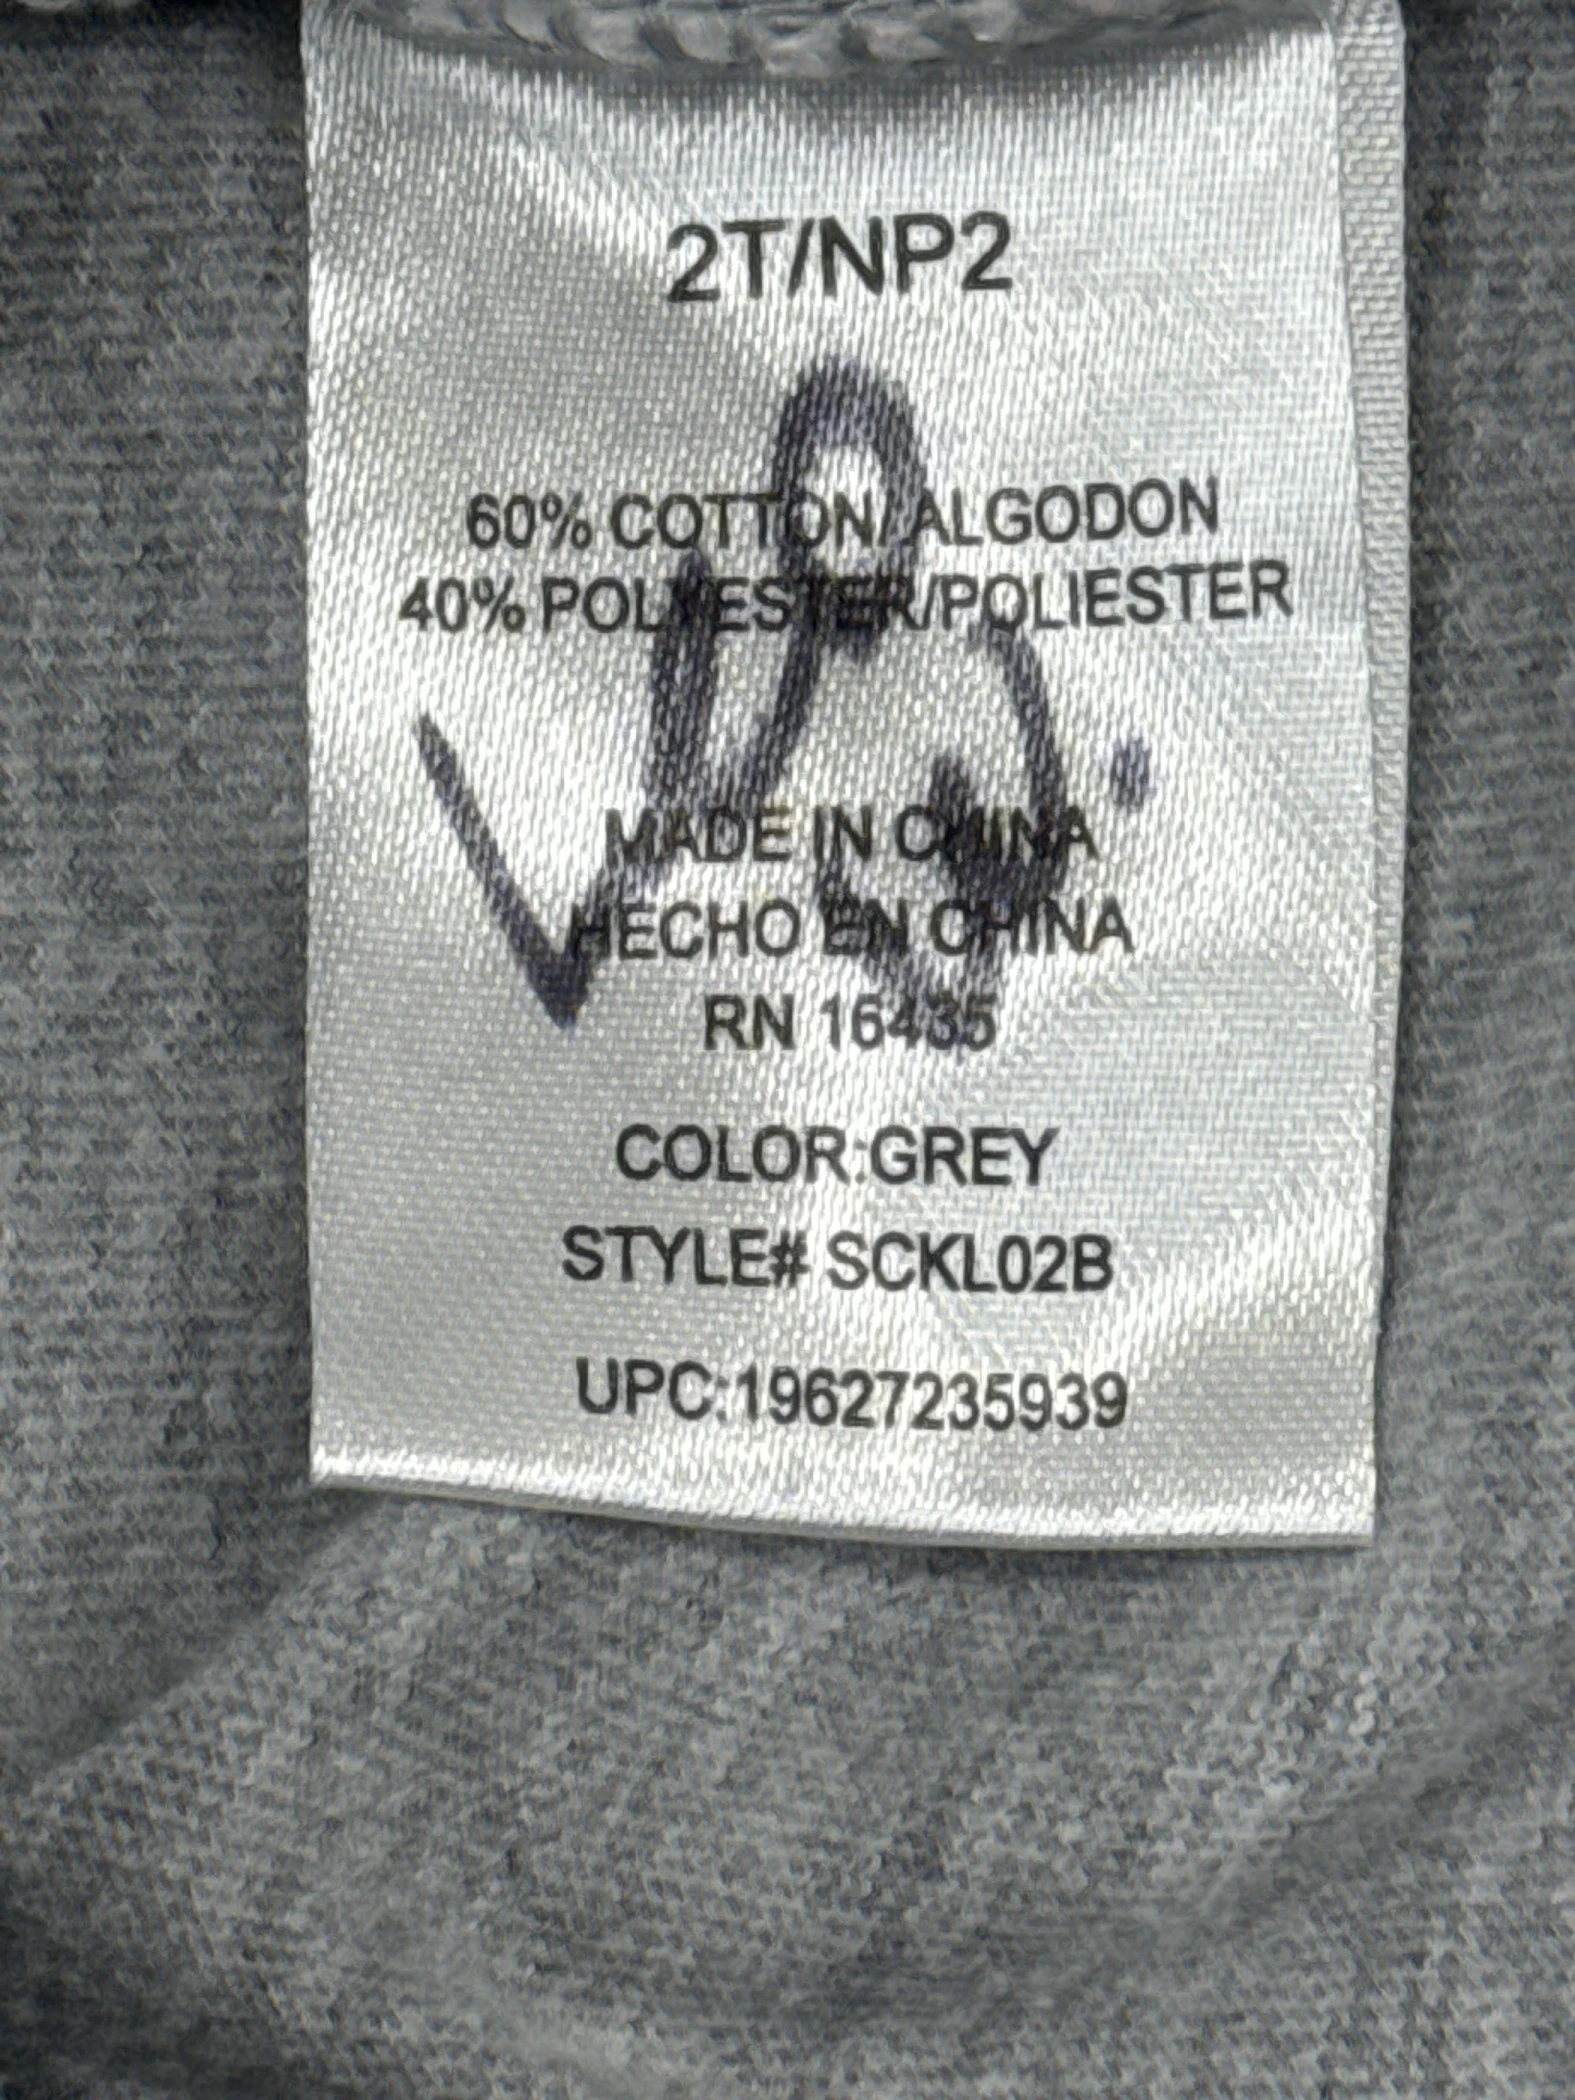 2T/NP2
60% COTTON/ ALGODON
40% POLYESTER/POLIESTER
MADE IN CHINA
HECHO EN CHINA
RN 16435
COLOR:GREY
STYLE# SCKL02B
UPC:19627235939